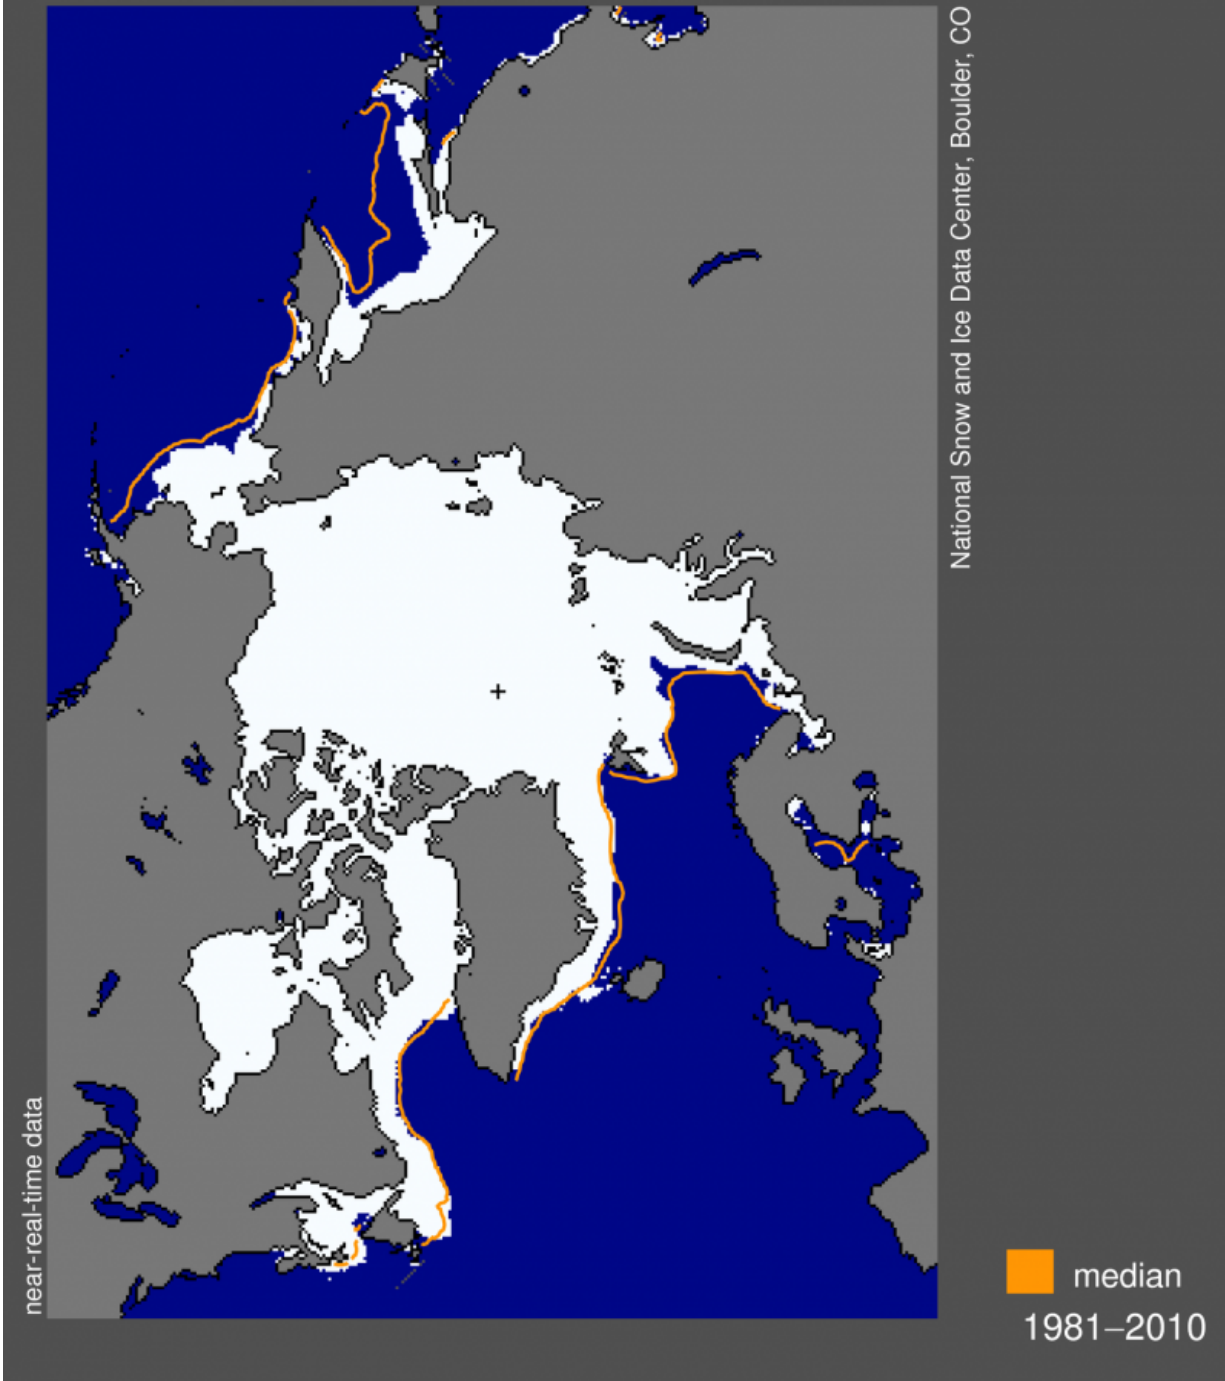 National Snow and Ice Data Center, Boulder, CO
near-real-time data
median
1981–2010